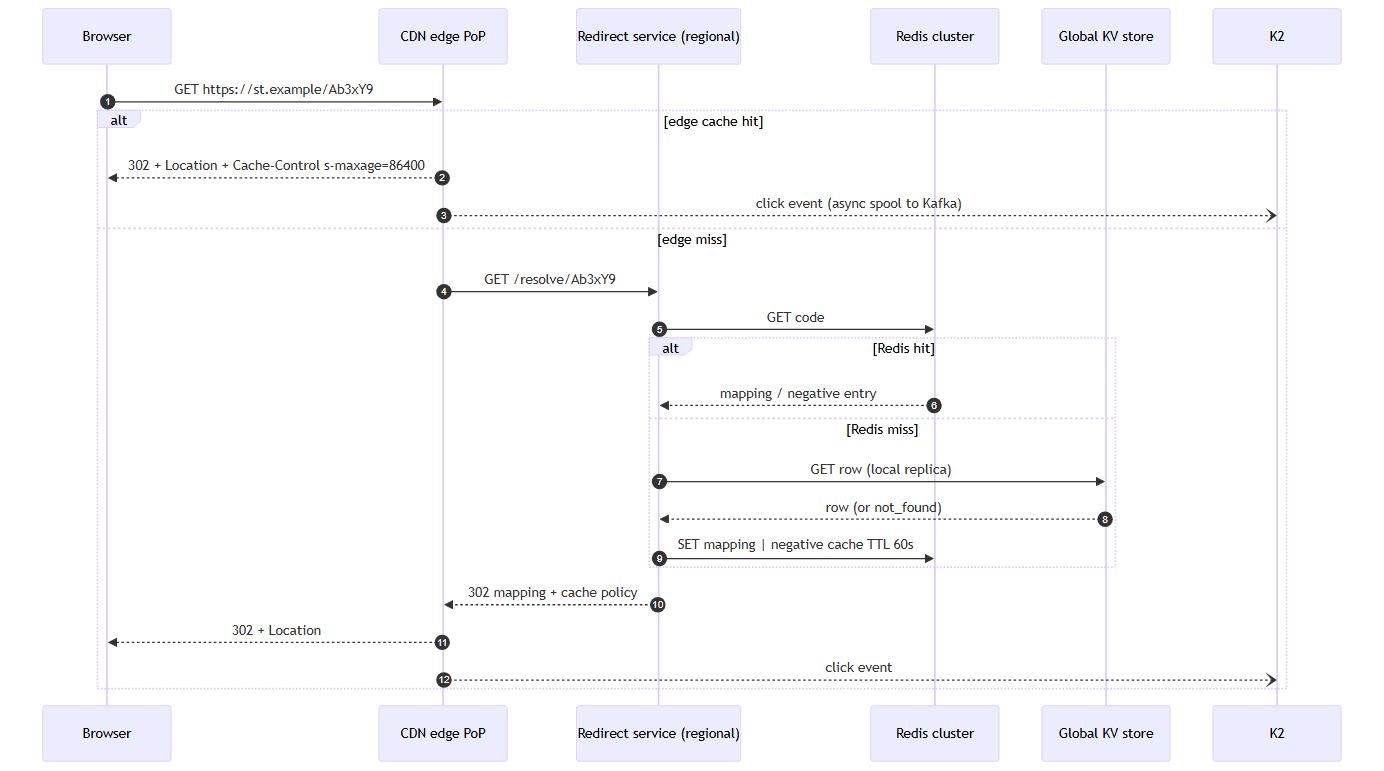 Browser
CDN edge PoP
Redirect service (regional)
Redis cluster
Global KV store
K2
GET https://st.example/Ab3xY9
1
alt
[edge cache hit]
302 + Location + Cache-Control s-maxage=86400
2
click event (async spool to Kafka)
3
[edge miss]
GET /resolve/Ab3xY9
4
GET code
5
alt
[Redis hit]
mapping / negative entry
6
[Redis miss]
GET row (local replica)
7
row (or not_found)
8
SET mapping | negative cache TTL 60s
9
302 mapping + cache policy
10
302 + Location
11
click event
12
Browser
CDN edge PoP
Redirect service (regional)
Redis cluster
Global KV store
K2